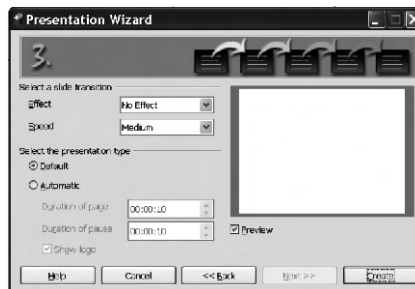 Presentation Wizard
3.
Select a slide transition
Effect No Effect
Speed Medium
Select the presentation type
Default
Automatic
Duration of page 00:00:10
Duration of pause 00:00:10
Show logo
Preview
Help Cancel << Back Next >> Create